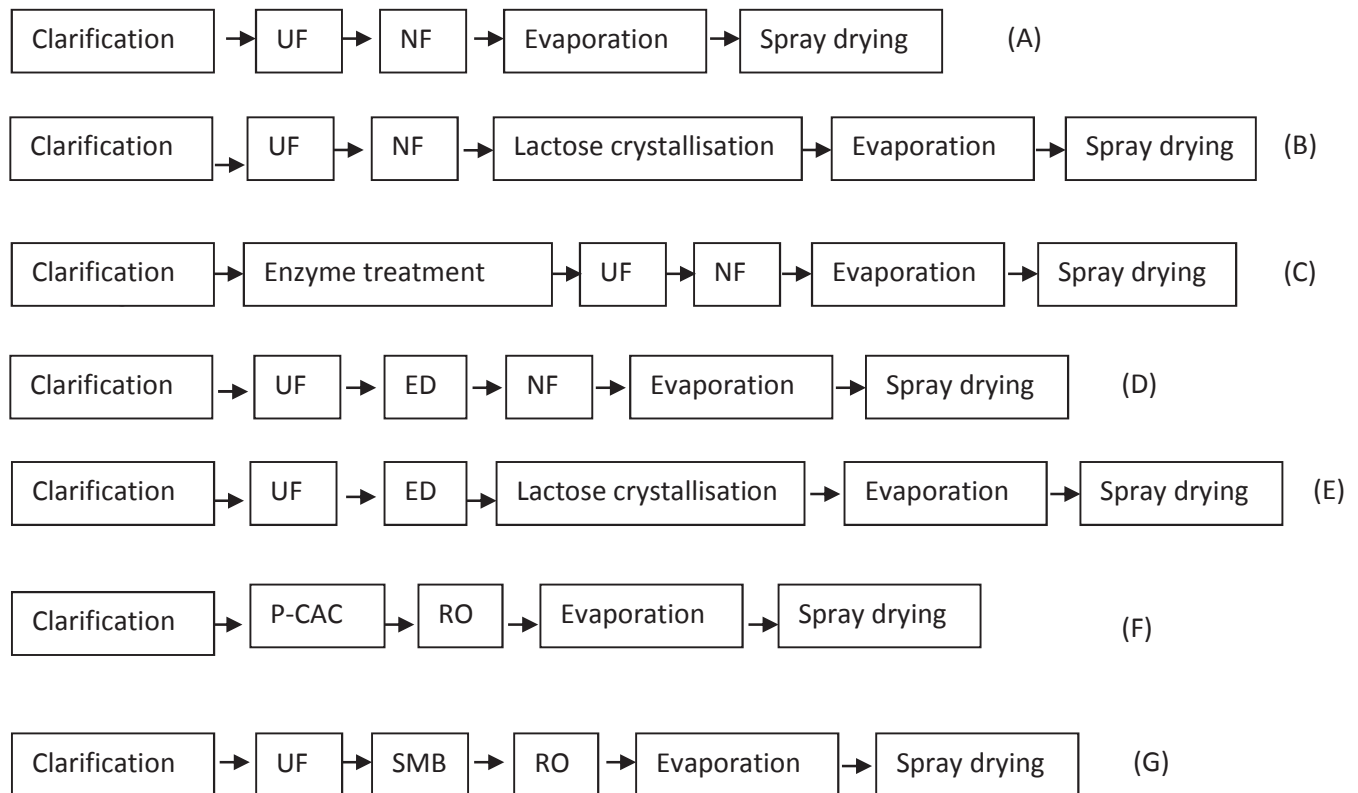 Clarification UF NF Evaporation Spray drying (A)
Clarification UF NF Lactose crystallisation Evaporation Spray drying (B)
Clarification Enzyme treatment UF NF Evaporation Spray drying (C)
Clarification UF ED NF Evaporation Spray drying (D)
Clarification UF ED Lactose crystallisation Evaporation Spray drying (E)
Clarification P-CAC RO Evaporation Spray drying (F)
Clarification UF SMB RO Evaporation Spray drying (G)